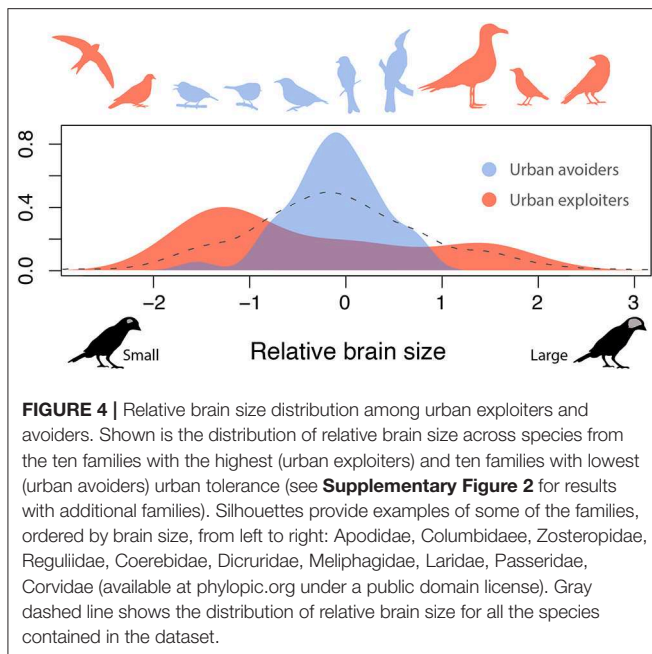 0.8
0.4
0.0
Urban avoiders
Urban exploiters
-2 -1 0 1 2 3
Small Relative brain size Large
FIGURE 4 | Relative brain size distribution among urban exploiters and
avoiders. Shown is the distribution of relative brain size across species from
the ten families with the highest (urban exploiters) and ten families with lowest
(urban avoiders) urban tolerance (see Supplementary Figure 2 for results
with additional families). Silhouettes provide examples of some of the families,
ordered by brain size, from left to right: Apodidae, Columbidaee, Zosteropidae,
Reguliidae, Coerebidae, Dicruridae, Meliphagidae, Laridae, Passeridae,
Corvidae (available at phylopic.org under a public domain license). Gray
dashed line shows the distribution of relative brain size for all the species
contained in the dataset.